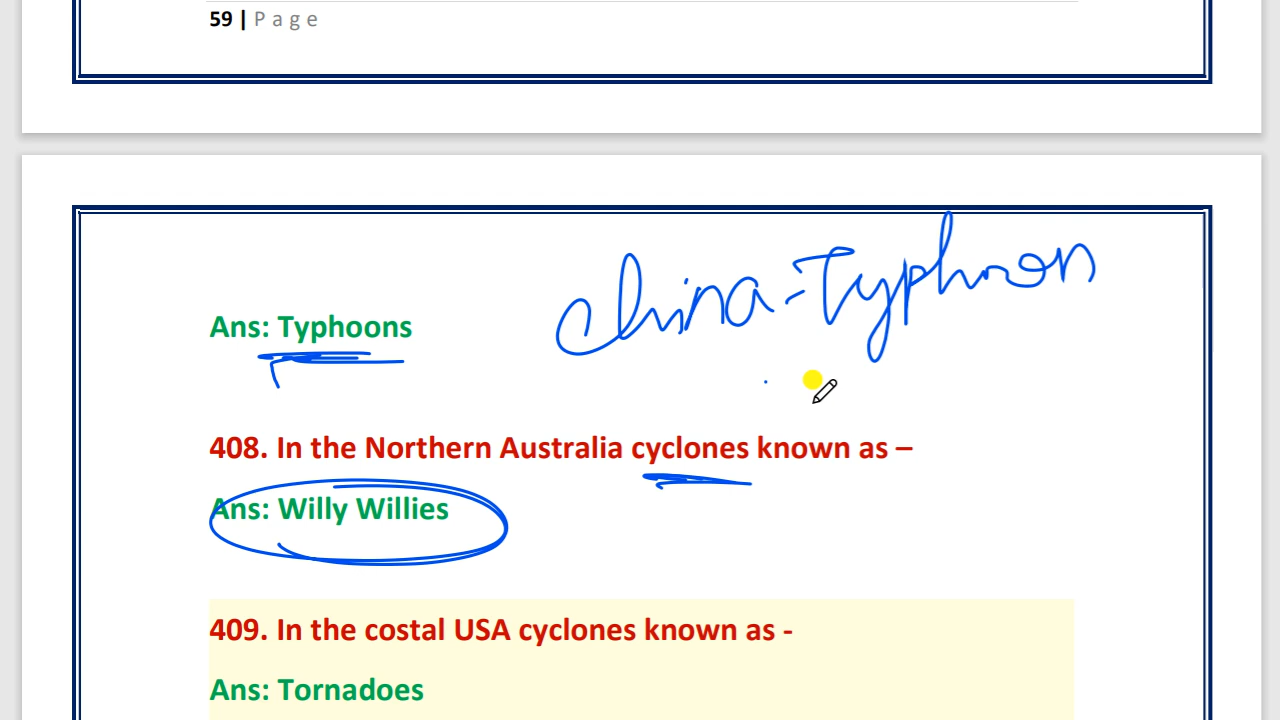 59 | Page
China - Typhoon
Ans: Typhoons
408. In the Northern Australia cyclones known as –
Ans: Willy Willies
409. In the costal USA cyclones known as -
Ans: Tornadoes